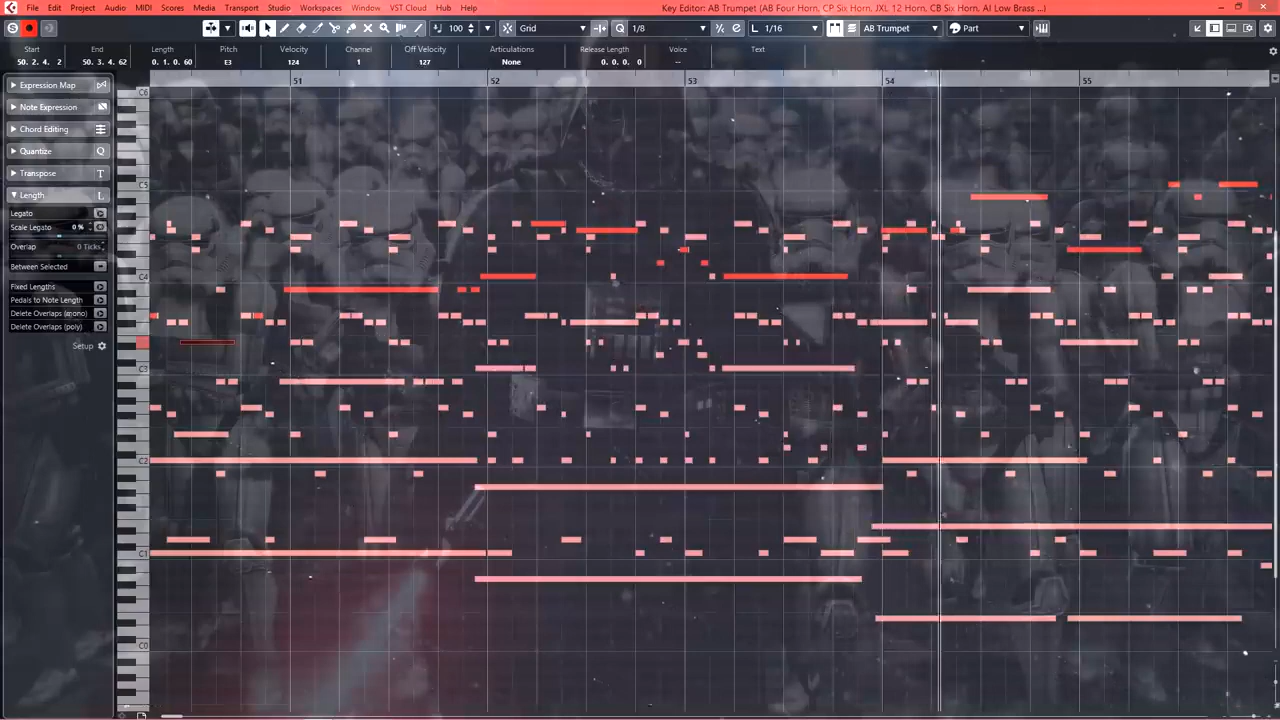 File Edit Project Audio MIDI Scores Media Transport Studio Workspaces Window VST Cloud Hub Help
Key Editor: AB Trumpet (AB Four Horn, CP Six Horn, JXL 12 Horn, CB Six Horn, AI Low Brass ...)
S 100 Grid Q 1/8 e L 1/16 AB Trumpet Part
Start End Length Pitch Velocity Channel Off Velocity Articulations Release Length Voice Text
50. 2. 4. 2 50. 3. 4. 62 0. 1. 0. 60 E3 124 1 127 None 0. 0. 0. 0 --
51 52 53 54 55
Expression Map
Note Expression
Chord Editing
Quantize Q
Transpose T
Length L
Legato
Scale Legato 0 %
Overlap 0 Ticks
Between Selected
Fixed Lengths
Pedals to Note Length
Delete Overlaps (mono)
Delete Overlaps (poly)
Setup
C6
C5
C4
C3
C2
C1
C0